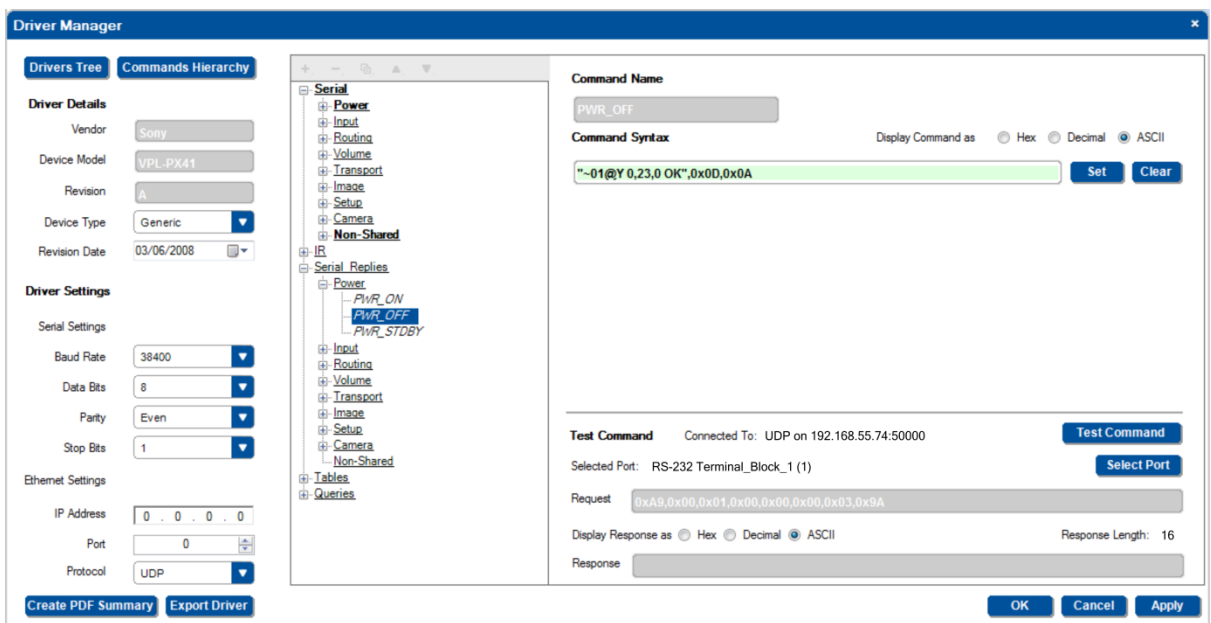 Driver Manager ×
Drivers Tree Commands Hierarchy
Driver Details
Vendor Sony
Device Model VPL-PX41
Revision A
Device Type Generic
Revision Date 03/06/2008
Driver Settings
Serial Settings
Baud Rate 38400
Data Bits 8
Parity Even
Stop Bits 1
Ethernet Settings
IP Address 0 . 0 . 0 . 0
Port 0
Protocol UDP
Create PDF Summary Export Driver
Serial
Power
Input
Routing
Volume
Transport
Image
Setup
Camera
Non-Shared
IR
Serial Replies
Power
PWR_ON
PWR_OFF
PWR_STDBY
Input
Routing
Volume
Transport
Image
Setup
Camera
Non-Shared
Tables
Queries
Command Name
PWR_OFF
Command Syntax Display Command as Hex Decimal ASCII
"~01@Y 0,23,0 OK",0x0D,0x0A Set Clear
Test Command Connected To: UDP on 192.168.55.74:50000 Test Command
Selected Port: RS-232 Terminal_Block_1 (1) Select Port
Request 0xA9,0x00,0x01,0x00,0x00,0x00,0x03,0x9A
Display Response as Hex Decimal ASCII Response Length: 16
Response
OK Cancel Apply